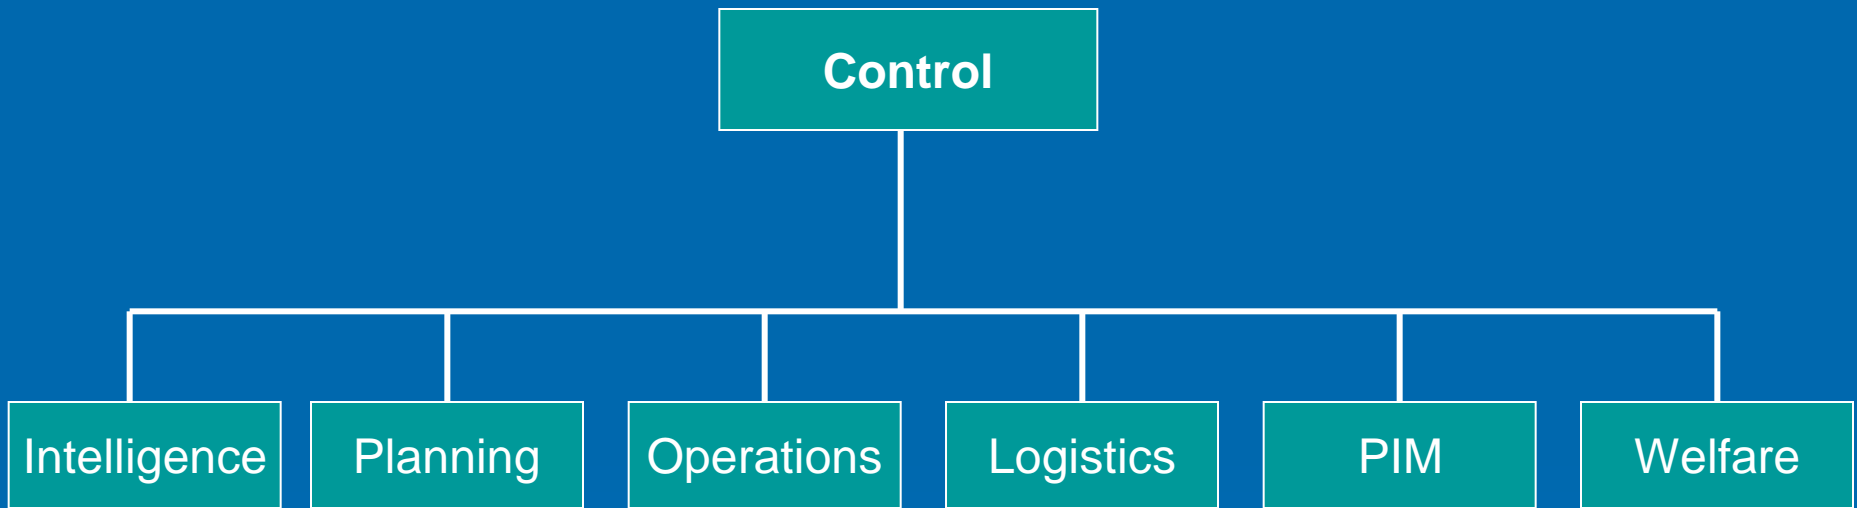 Control
Intelligence
Planning
Operations
Logistics
PIM
Welfare